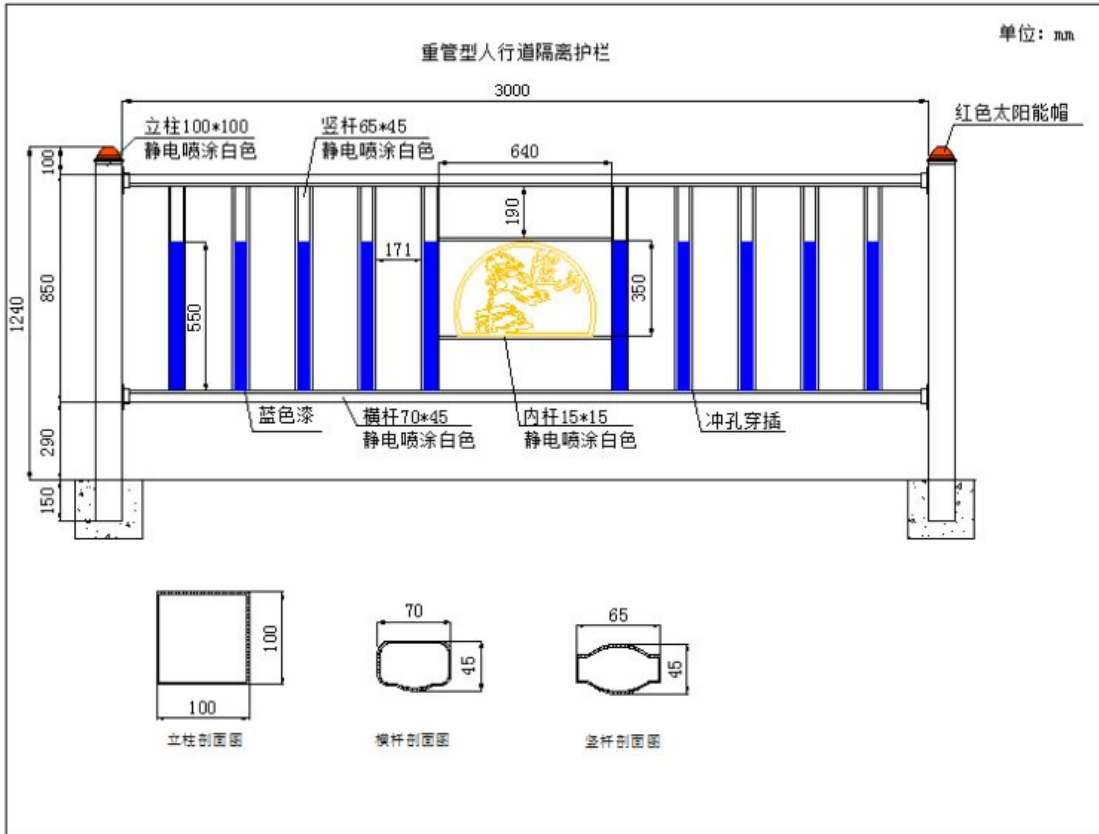 单位：mm
重管型人行道隔离护栏
3000
立柱100*100
静电喷涂白色
竖杆65*45
静电喷涂白色
红色太阳能帽
640
100
190
171
850
1240
550
350
蓝色漆
横杆70*45
静电喷涂白色
内杆15*15
静电喷涂白色
冲孔穿插
290
150
100
100
立柱剖面图
70
45
横杆剖面图
65
45
竖杆剖面图